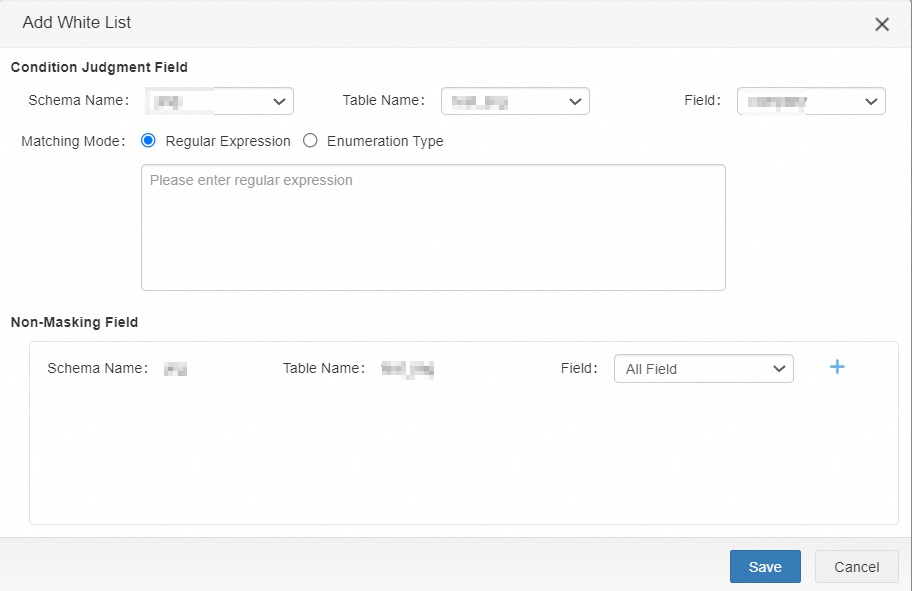 Add White List
Condition Judgment Field
Schema Name: Table Name: Field:
Matching Mode: Regular Expression Enumeration Type
Please enter regular expression
Non-Masking Field
Schema Name: Table Name: Field: All Field
Save Cancel